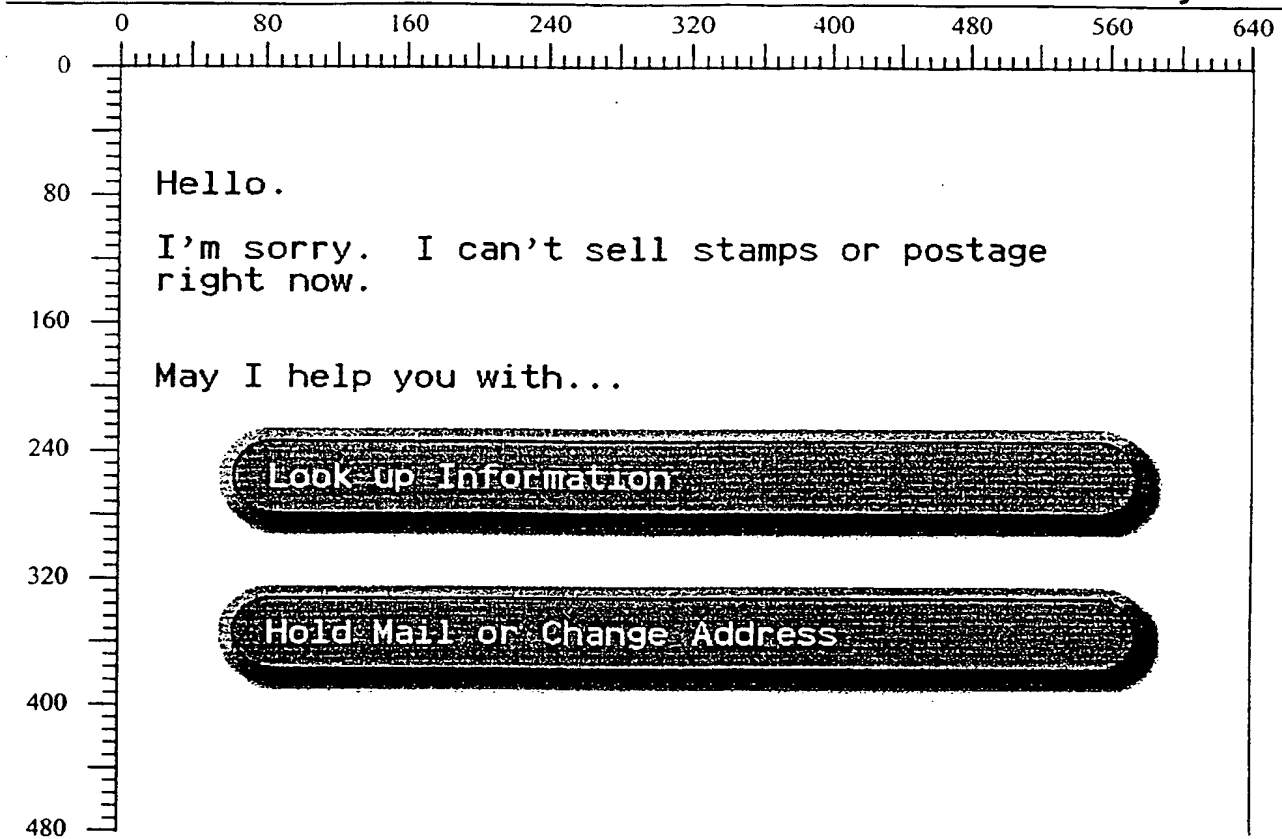 0 80 160 240 320 400 480 560 640
0
80
Hello.
I'm sorry.  I can't sell stamps or postage
right now.
160
May I help you with...
240
Look up Information
320
Hold Mail or Change Address
400
480